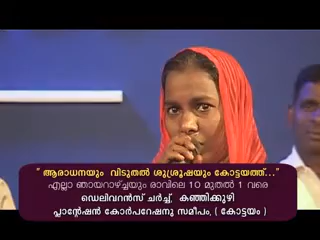 " ആരാധനയും വിടുതൽ ശുശ്രൂഷയും കോട്ടയത്ത്..."
എല്ലാ ഞായറാഴ്ച്ചയും രാവിലെ 10 മുതൽ 1 വരെ
ഡെലിവറൻസ് ചർച്ച്, കഞ്ഞിക്കുഴി
പ്ലാന്റേഷൻ കോർപറേഷനു സമീപം, ( കോട്ടയം )